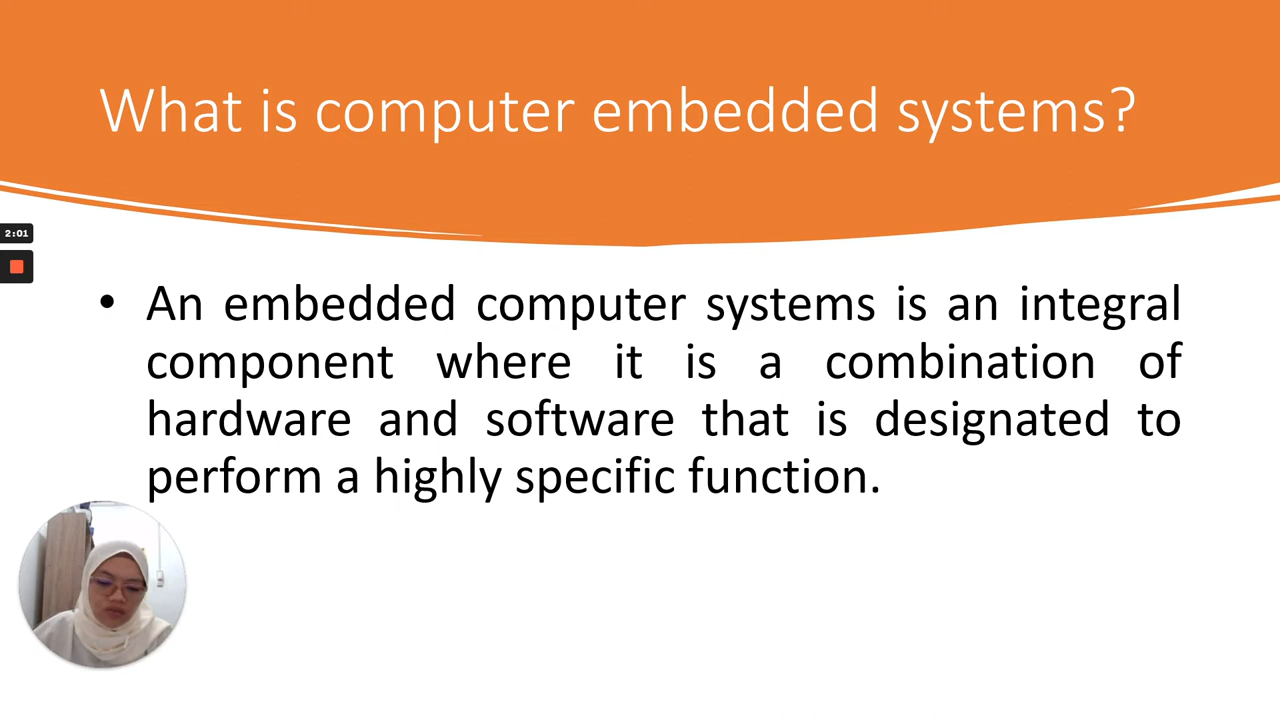 What is computer embedded systems?
2:01
• An embedded computer systems is an integral
component where it is a combination of
hardware and software that is designated to
perform a highly specific function.